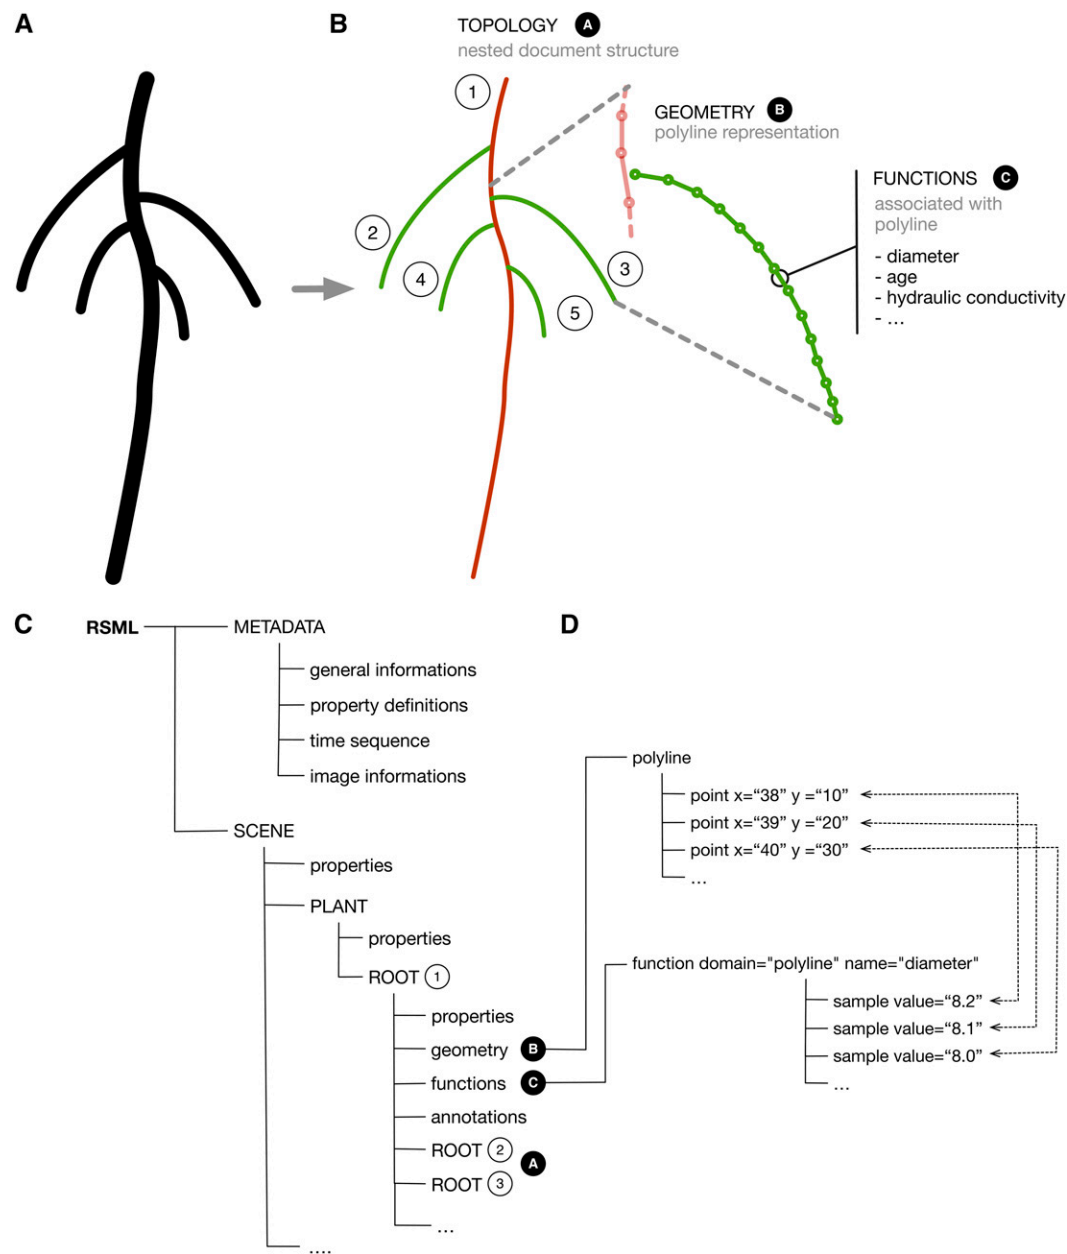 A
B
TOPOLOGY A
nested document structure
1
GEOMETRY B
polyline representation
FUNCTIONS C
associated with
polyline
- diameter
- age
- hydraulic conductivity
- ...
2
4
3
5
C
RSML
METADATA
general informations
property definitions
time sequence
image informations
SCENE
properties
PLANT
properties
ROOT 1
properties
geometry B
functions C
annotations
ROOT 2
A
ROOT 3
...
....
D
polyline
point x=“38” y =“10”
point x=“39” y =“20”
point x=“40” y =“30”
...
function domain="polyline" name="diameter"
sample value=“8.2”
sample value=“8.1”
sample value=“8.0”
...